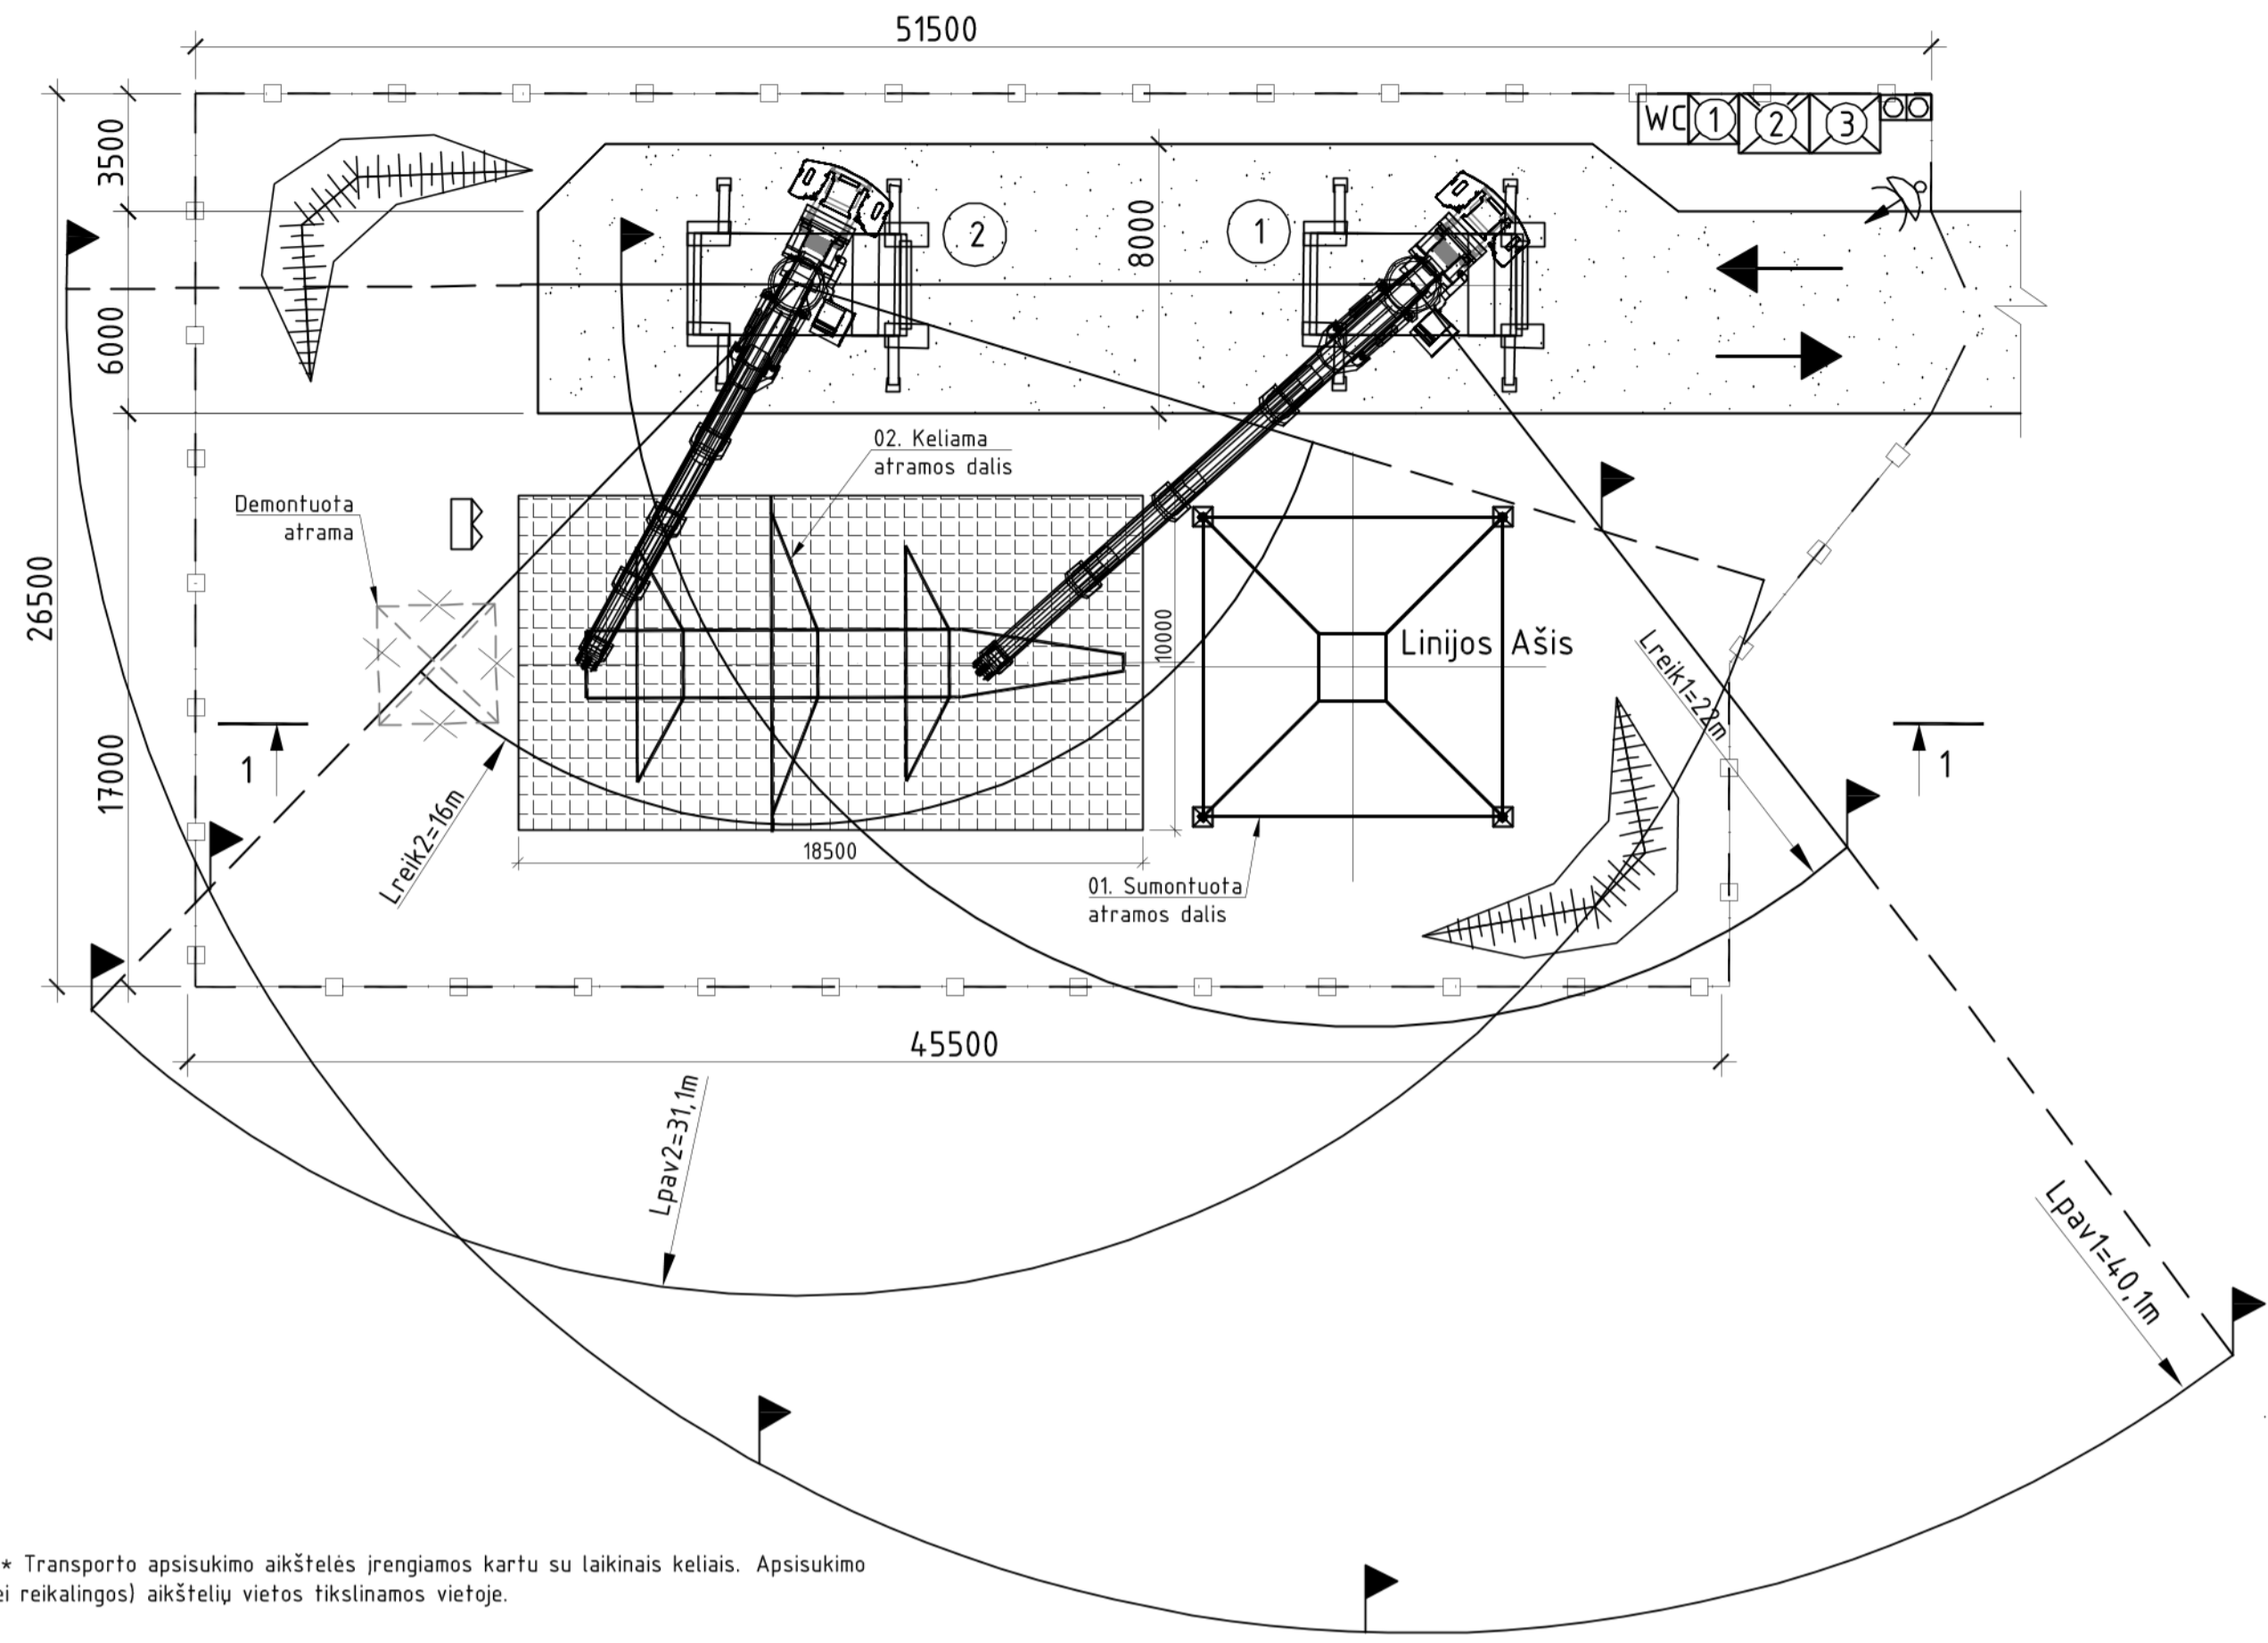 51500
3500
6000
17000
26500
8000
WC
1
2
3
2
1
02. Keliama
atramos dalis
Demontuota
atrama
10000
Linijos Ašis
Lreik1=22m
1
1
Lreik2=16m
18500
01. Sumontuota
atramos dalis
45500
Lpav2=31,1m
Lpav1=40,1m
* Transporto apsisukimo aikštelės įrengiamos kartu su laikinais keliais. Apsisukimo
ei reikalingos) aikštelių vietos tikslinamos vietoje.